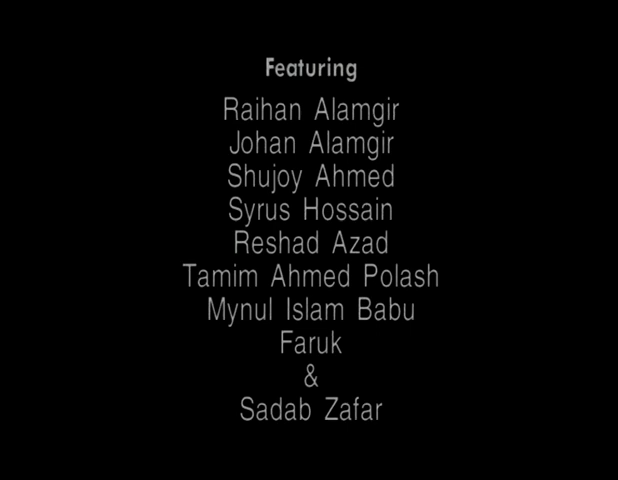 Featuring
Raihan Alamgir
Johan Alamgir
Shujoy Ahmed
Syrus Hossain
Reshad Azad
Tamim Ahmed Polash
Mynul Islam Babu
Faruk
&
Sadab Zafar